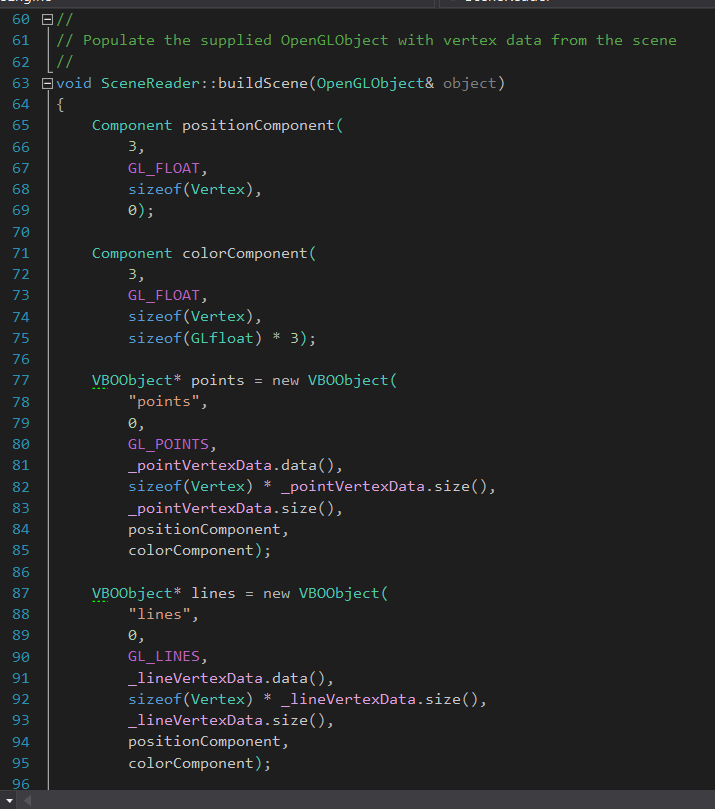 60 //
61 // Populate the supplied OpenGLObject with vertex data from the scene
62 //
63 void SceneReader::buildScene(OpenGLObject& object)
64 {
65     Component positionComponent(
66         3,
67         GL_FLOAT,
68         sizeof(Vertex),
69         0);
70
71     Component colorComponent(
72         3,
73         GL_FLOAT,
74         sizeof(Vertex),
75         sizeof(GLfloat) * 3);
76
77     VBOObject* points = new VBOObject(
78         "points",
79         0,
80         GL_POINTS,
81         _pointVertexData.data(),
82         sizeof(Vertex) * _pointVertexData.size(),
83         _pointVertexData.size(),
84         positionComponent,
85         colorComponent);
86
87     VBOObject* lines = new VBOObject(
88         "lines",
89         0,
90         GL_LINES,
91         _lineVertexData.data(),
92         sizeof(Vertex) * _lineVertexData.size(),
93         _lineVertexData.size(),
94         positionComponent,
95         colorComponent);
96